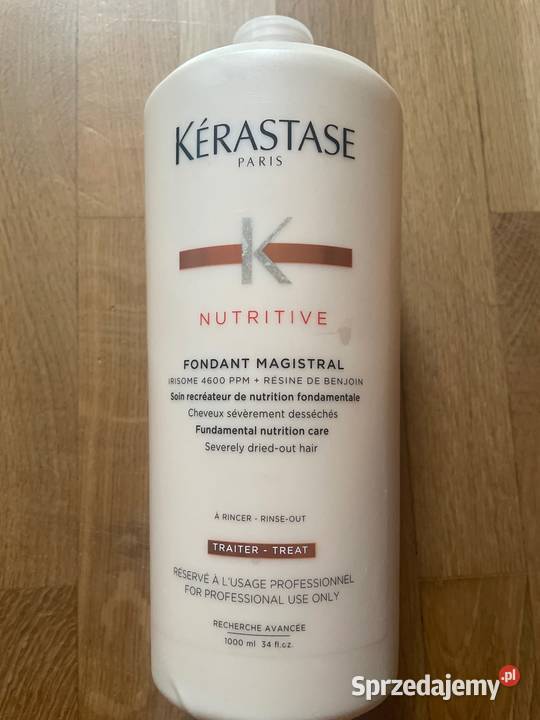 KÉRASTASE
PARIS
K
NUTRITIVE
FONDANT MAGISTRAL
IRISOME 4600 PPM + RÉSINE DE BENJOIN
Soin recréateur de nutrition fondamentale
Cheveux sévèrement desséchés
Fundamental nutrition care
Severely dried-out hair
À RINCER - RINSE-OUT
TRAITER - TREAT
RÉSERVÉ À L'USAGE PROFESSIONNEL
FOR PROFESSIONAL USE ONLY
RECHERCHE AVANCÉE
1000 ml 34 fl.oz.
Sprzedajemy.pl